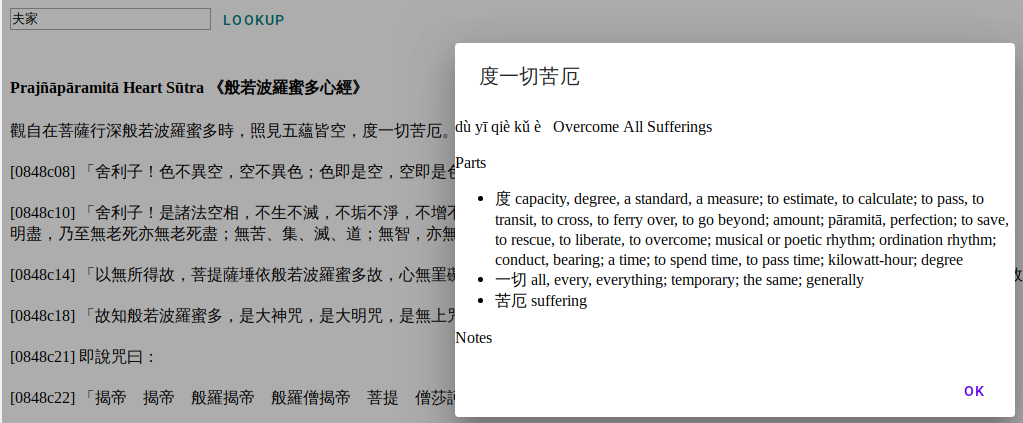 夫家
LOOKUP
Prajñāpāramitā Heart Sūtra 《般若波羅蜜多心經》
觀自在菩薩行深般若波羅蜜多時，照見五蘊皆空，度一切苦厄。
[0848c08] 「舍利子！色不異空，空不異色；色即是空，空即是色
[0848c10] 「舍利子！是諸法空相，不生不滅，不垢不淨，不增不
明盡，乃至無老死亦無老死盡；無苦、集、滅、道；無智，亦無
[0848c14] 「以無所得故，菩提薩埵依般若波羅蜜多故，心無罣
[0848c18] 「故知般若波羅蜜多，是大神咒，是大明咒，是無上
[0848c21] 即說咒曰：
[0848c22] 「揭帝　揭帝　般羅揭帝　般羅僧揭帝　菩提　僧莎
度一切苦厄
dù yī qiè kǔ è   Overcome All Sufferings
Parts
• 度 capacity, degree, a standard, a measure; to estimate, to calculate; to pass, to
transit, to cross, to ferry over, to go beyond; amount; pāramitā, perfection; to save,
to rescue, to liberate, to overcome; musical or poetic rhythm; ordination rhythm;
conduct, bearing; a time; to spend time, to pass time; kilowatt-hour; degree
• 一切 all, every, everything; temporary; the same; generally
• 苦厄 suffering
Notes
OK